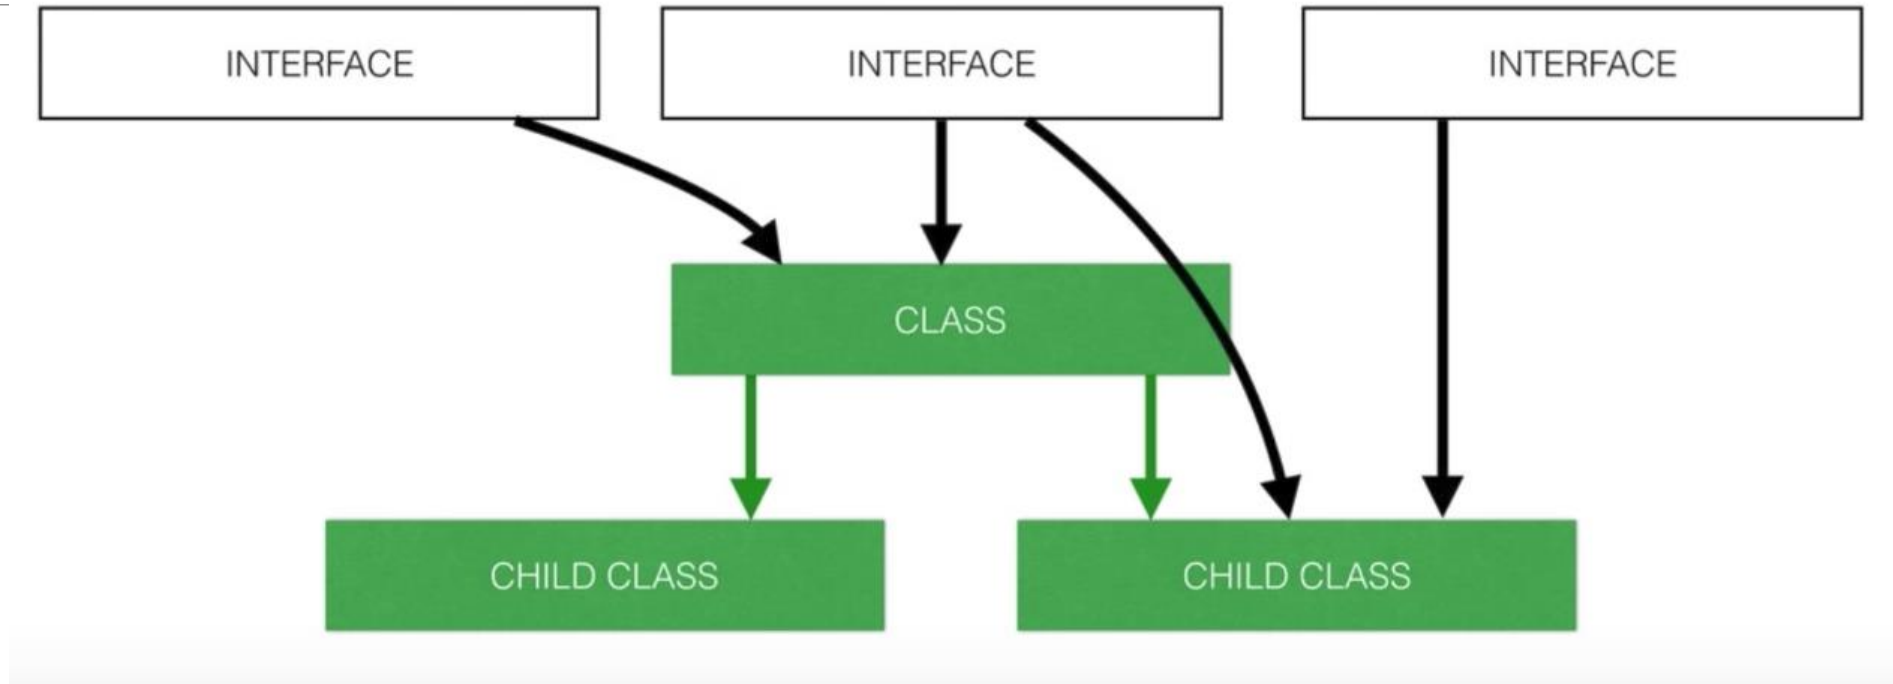 INTERFACE
INTERFACE
INTERFACE
CLASS
CHILD CLASS
CHILD CLASS